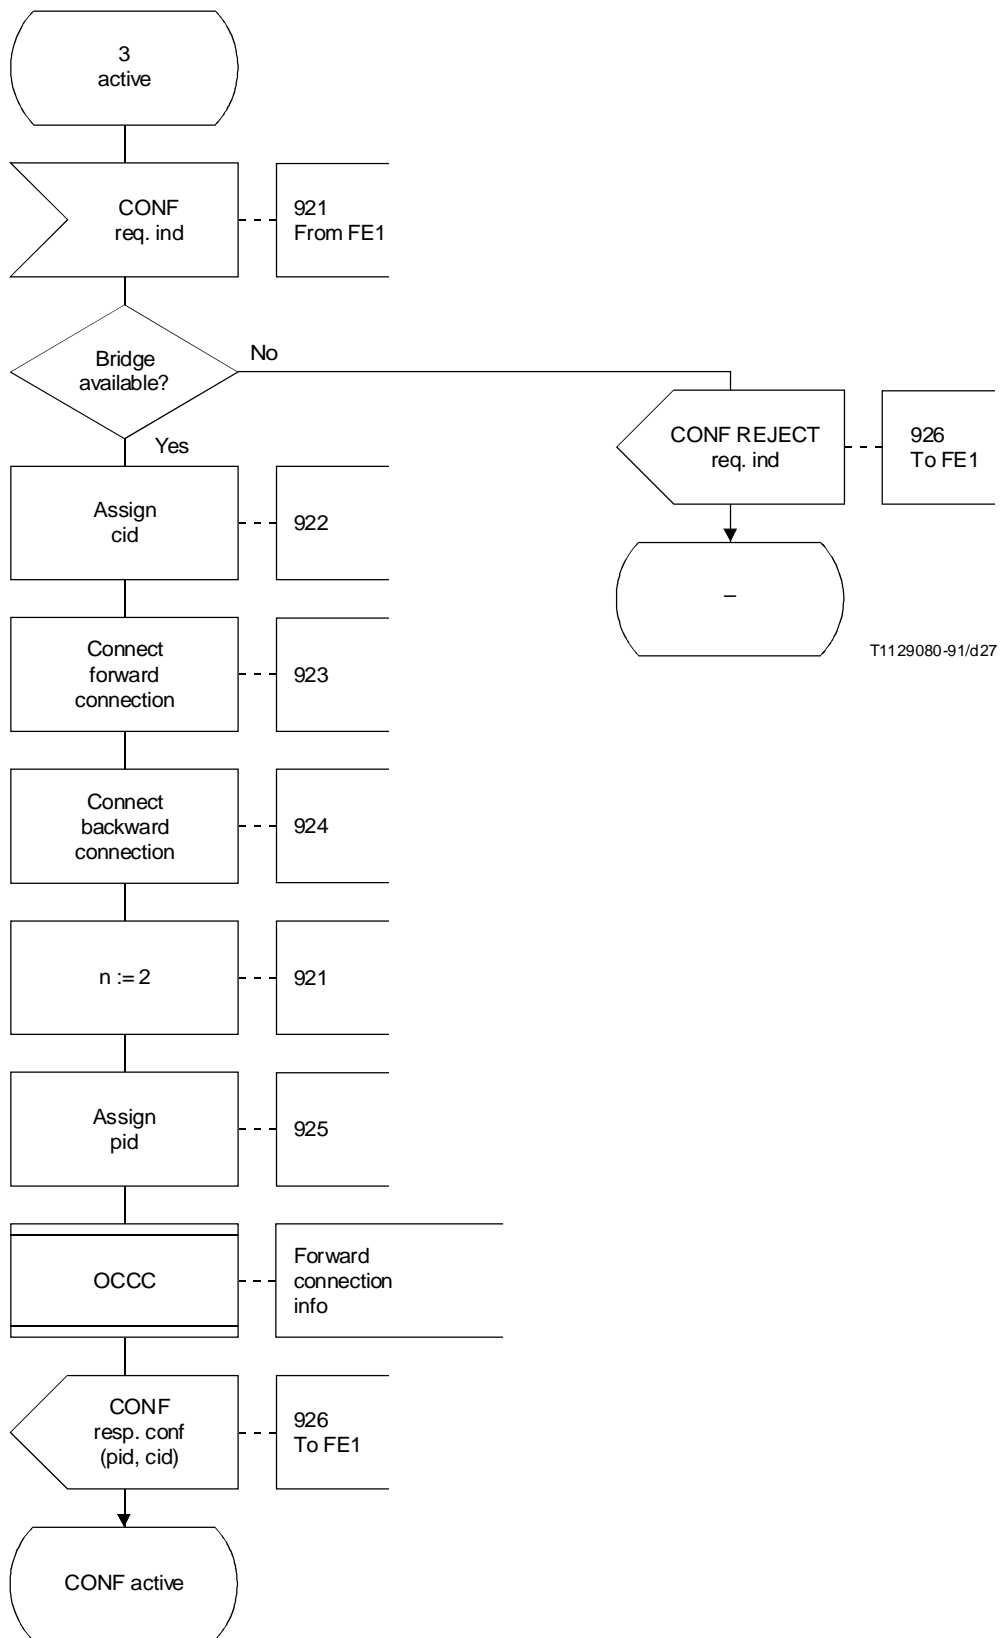 3
active
CONF
req. ind
921
From FE1
Bridge
available?
No
Yes
CONF REJECT
req. ind
926
To FE1
Assign
cid
922
–
Connect
forward
connection
923
T1129080-91/d27
Connect
backward
connection
924
n := 2
921
Assign
pid
925
OCCC
Forward
connection
info
CONF
resp. conf
(pid, cid)
926
To FE1
CONF active